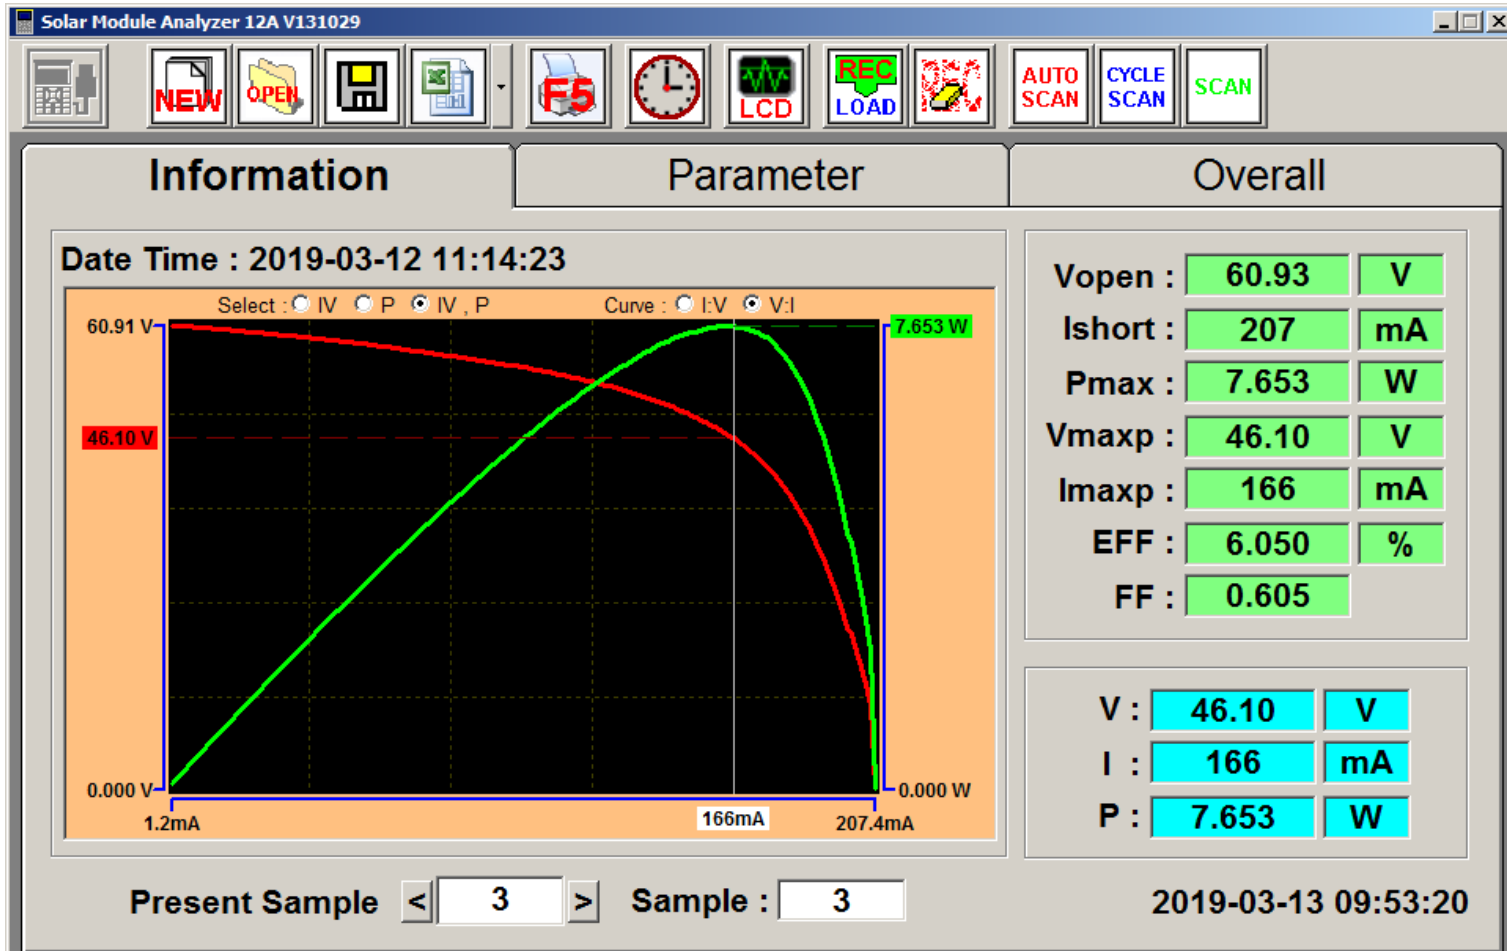 Solar Module Analyzer 12A V131029
NEW OPEN F5 LCD REC LOAD REC AUTO SCAN CYCLE SCAN SCAN
Information Parameter Overall
Date Time : 2019-03-12 11:14:23
Select : IV P IV , P Curve : I:V V:I
60.91 V 7.653 W
46.10 V
0.000 V 0.000 W
1.2mA 166mA 207.4mA
Vopen : 60.93 V
Ishort : 207 mA
Pmax : 7.653 W
Vmaxp : 46.10 V
Imaxp : 166 mA
EFF : 6.050 %
FF : 0.605
V : 46.10 V
I : 166 mA
P : 7.653 W
Present Sample < 3 > Sample : 3 2019-03-13 09:53:20